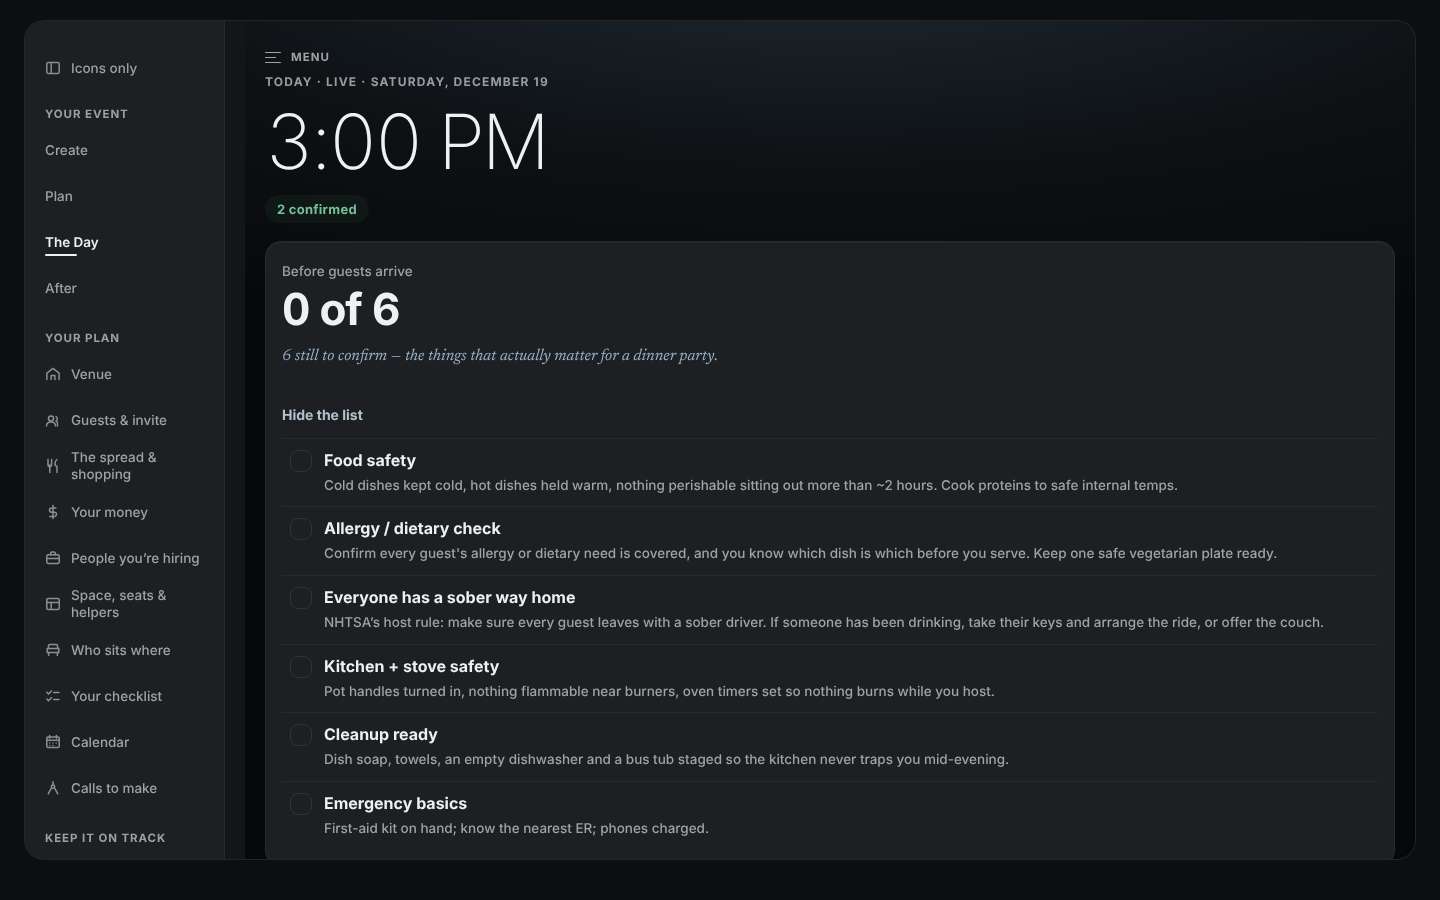 Icons only
YOUR EVENT
Create
Plan
The Day
After
YOUR PLAN
Venue
Guests & invite
The spread &
shopping
Your money
People you’re hiring
Space, seats &
helpers
Who sits where
Your checklist
Calendar
Calls to make
KEEP IT ON TRACK
MENU
TODAY · LIVE · SATURDAY, DECEMBER 19
3:00 PM
2 confirmed
Before guests arrive
0 of 6
6 still to confirm — the things that actually matter for a dinner party.
Hide the list
Food safety
Cold dishes kept cold, hot dishes held warm, nothing perishable sitting out more than ~2 hours. Cook proteins to safe internal temps.
Allergy / dietary check
Confirm every guest's allergy or dietary need is covered, and you know which dish is which before you serve. Keep one safe vegetarian plate ready.
Everyone has a sober way home
NHTSA’s host rule: make sure every guest leaves with a sober driver. If someone has been drinking, take their keys and arrange the ride, or offer the couch.
Kitchen + stove safety
Pot handles turned in, nothing flammable near burners, oven timers set so nothing burns while you host.
Cleanup ready
Dish soap, towels, an empty dishwasher and a bus tub staged so the kitchen never traps you mid-evening.
Emergency basics
First-aid kit on hand; know the nearest ER; phones charged.